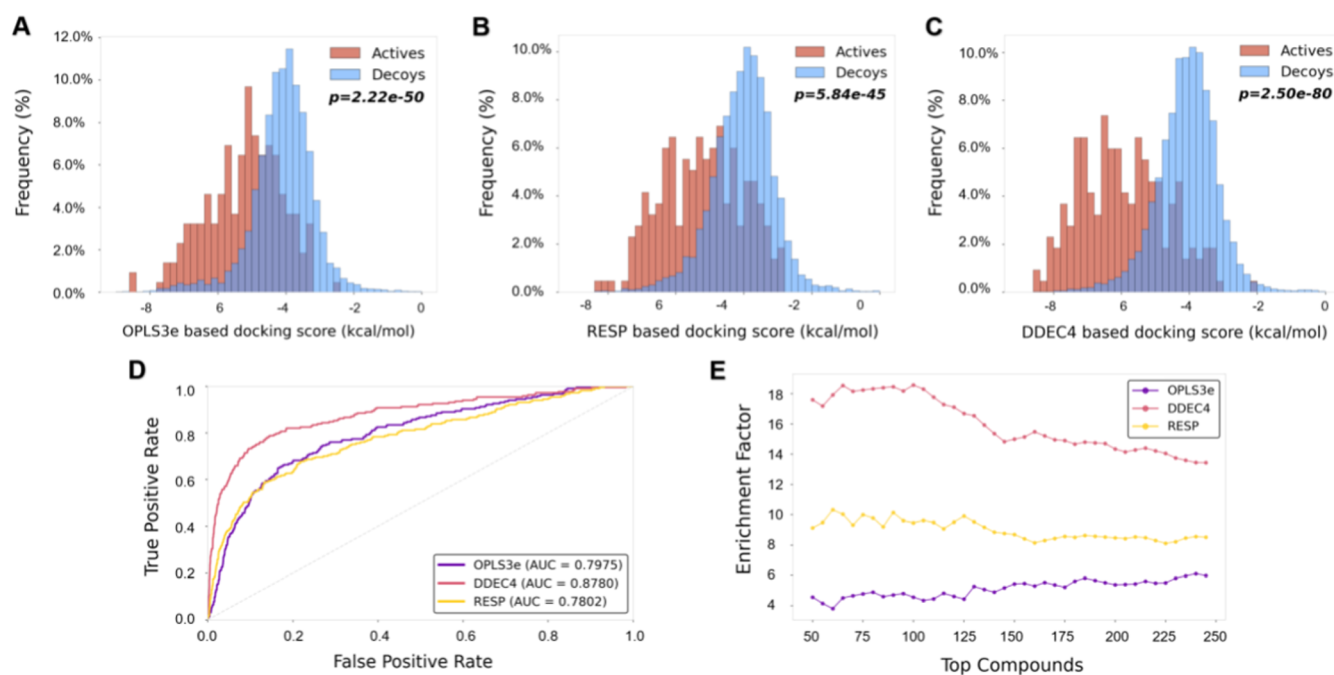 A
12.0%
10.0%
8.0%
6.0%
4.0%
2.0%
0.0%
Frequency (%)
Actives
Decoys
p=2.22e-50
-8 6 -4 -2 0
OPLS3e based docking score (kcal/mol)
B
10.0%
8.0%
6.0%
4.0%
2.0%
0.0%
Frequency (%)
Actives
Decoys
p=5.84e-45
-8 6 -4 -2 0
RESP based docking score (kcal/mol)
C
10.0%
8.0%
6.0%
4.0%
2.0%
0.0%
Frequency (%)
Actives
Decoys
p=2.50e-80
-8 6 -4 -2 0
DDEC4 based docking score (kcal/mol)
D
1.0
0.8
0.6
0.4
0.2
0.0
True Positive Rate
OPLS3e (AUC = 0.7975)
DDEC4 (AUC = 0.8780)
RESP (AUC = 0.7802)
0.0 0.2 0.4 0.6 0.8 1.0
False Positive Rate
E
18
16
14
12
10
8
6
4
Enrichment Factor
OPLS3e
DDEC4
RESP
50 75 100 125 150 175 200 225 250
Top Compounds